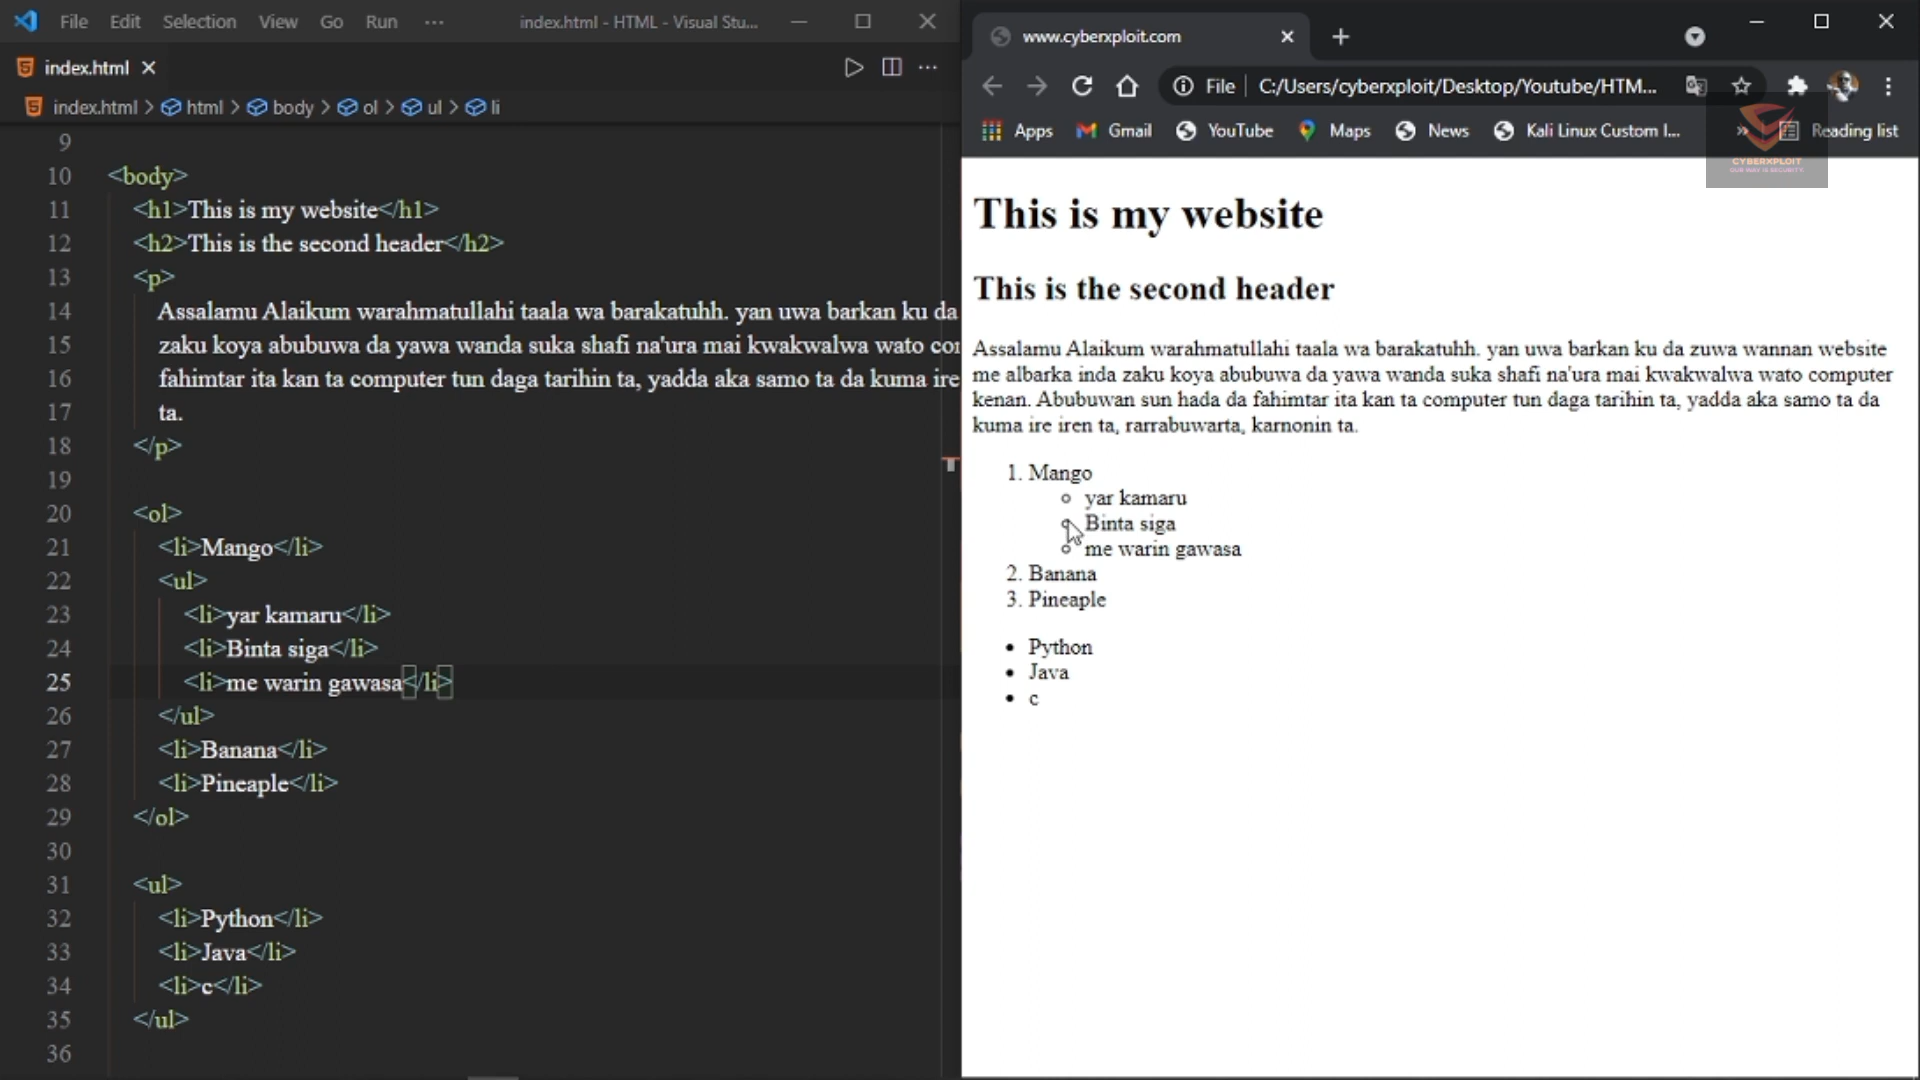 File Edit Selection View Go Run ··· index.html - HTML - Visual Stu...
index.html
index.html > html > body > ol > ul > li
9
10 <body>
11 <h1>This is my website</h1>
12 <h2>This is the second header</h2>
13 <p>
14 Assalamu Alaikum warahmatullahi taala wa barakatuhh. yan uwa barkan ku da
15 zaku koya abubuwa da yawa wanda suka shafi na'ura mai kwakwalwa wato co
16 fahimtar ita kan ta computer tun daga tarihin ta, yadda aka samo ta da kuma ire
17 ta.
18 </p>
19
20 <ol>
21 <li>Mango</li>
22 <ul>
23 <li>yar kamaru</li>
24 <li>Binta siga</li>
25 <li>me warin gawasa</li>
26 </ul>
27 <li>Banana</li>
28 <li>Pineaple</li>
29 </ol>
30
31 <ul>
32 <li>Python</li>
33 <li>Java</li>
34 <li>c</li>
35 </ul>
36
www.cyberxploit.com
File C:/Users/cyberxploit/Desktop/Youtube/HTM...
Apps Gmail YouTube Maps News Kali Linux Custom I... » Reading list
CYBERXPLOIT
OUR WAY IS SECURITY
This is my website
This is the second header
Assalamu Alaikum warahmatullahi taala wa barakatuhh. yan uwa barkan ku da zuwa wannan website
me albarka inda zaku koya abubuwa da yawa wanda suka shafi na'ura mai kwakwalwa wato computer
kenan. Abubuwan sun hada da fahimtar ita kan ta computer tun daga tarihin ta, yadda aka samo ta da
kuma ire iren ta, rarrabuwarta, karnonin ta.
1. Mango
yar kamaru
Binta siga
me warin gawasa
2. Banana
3. Pineaple
• Python
• Java
• c